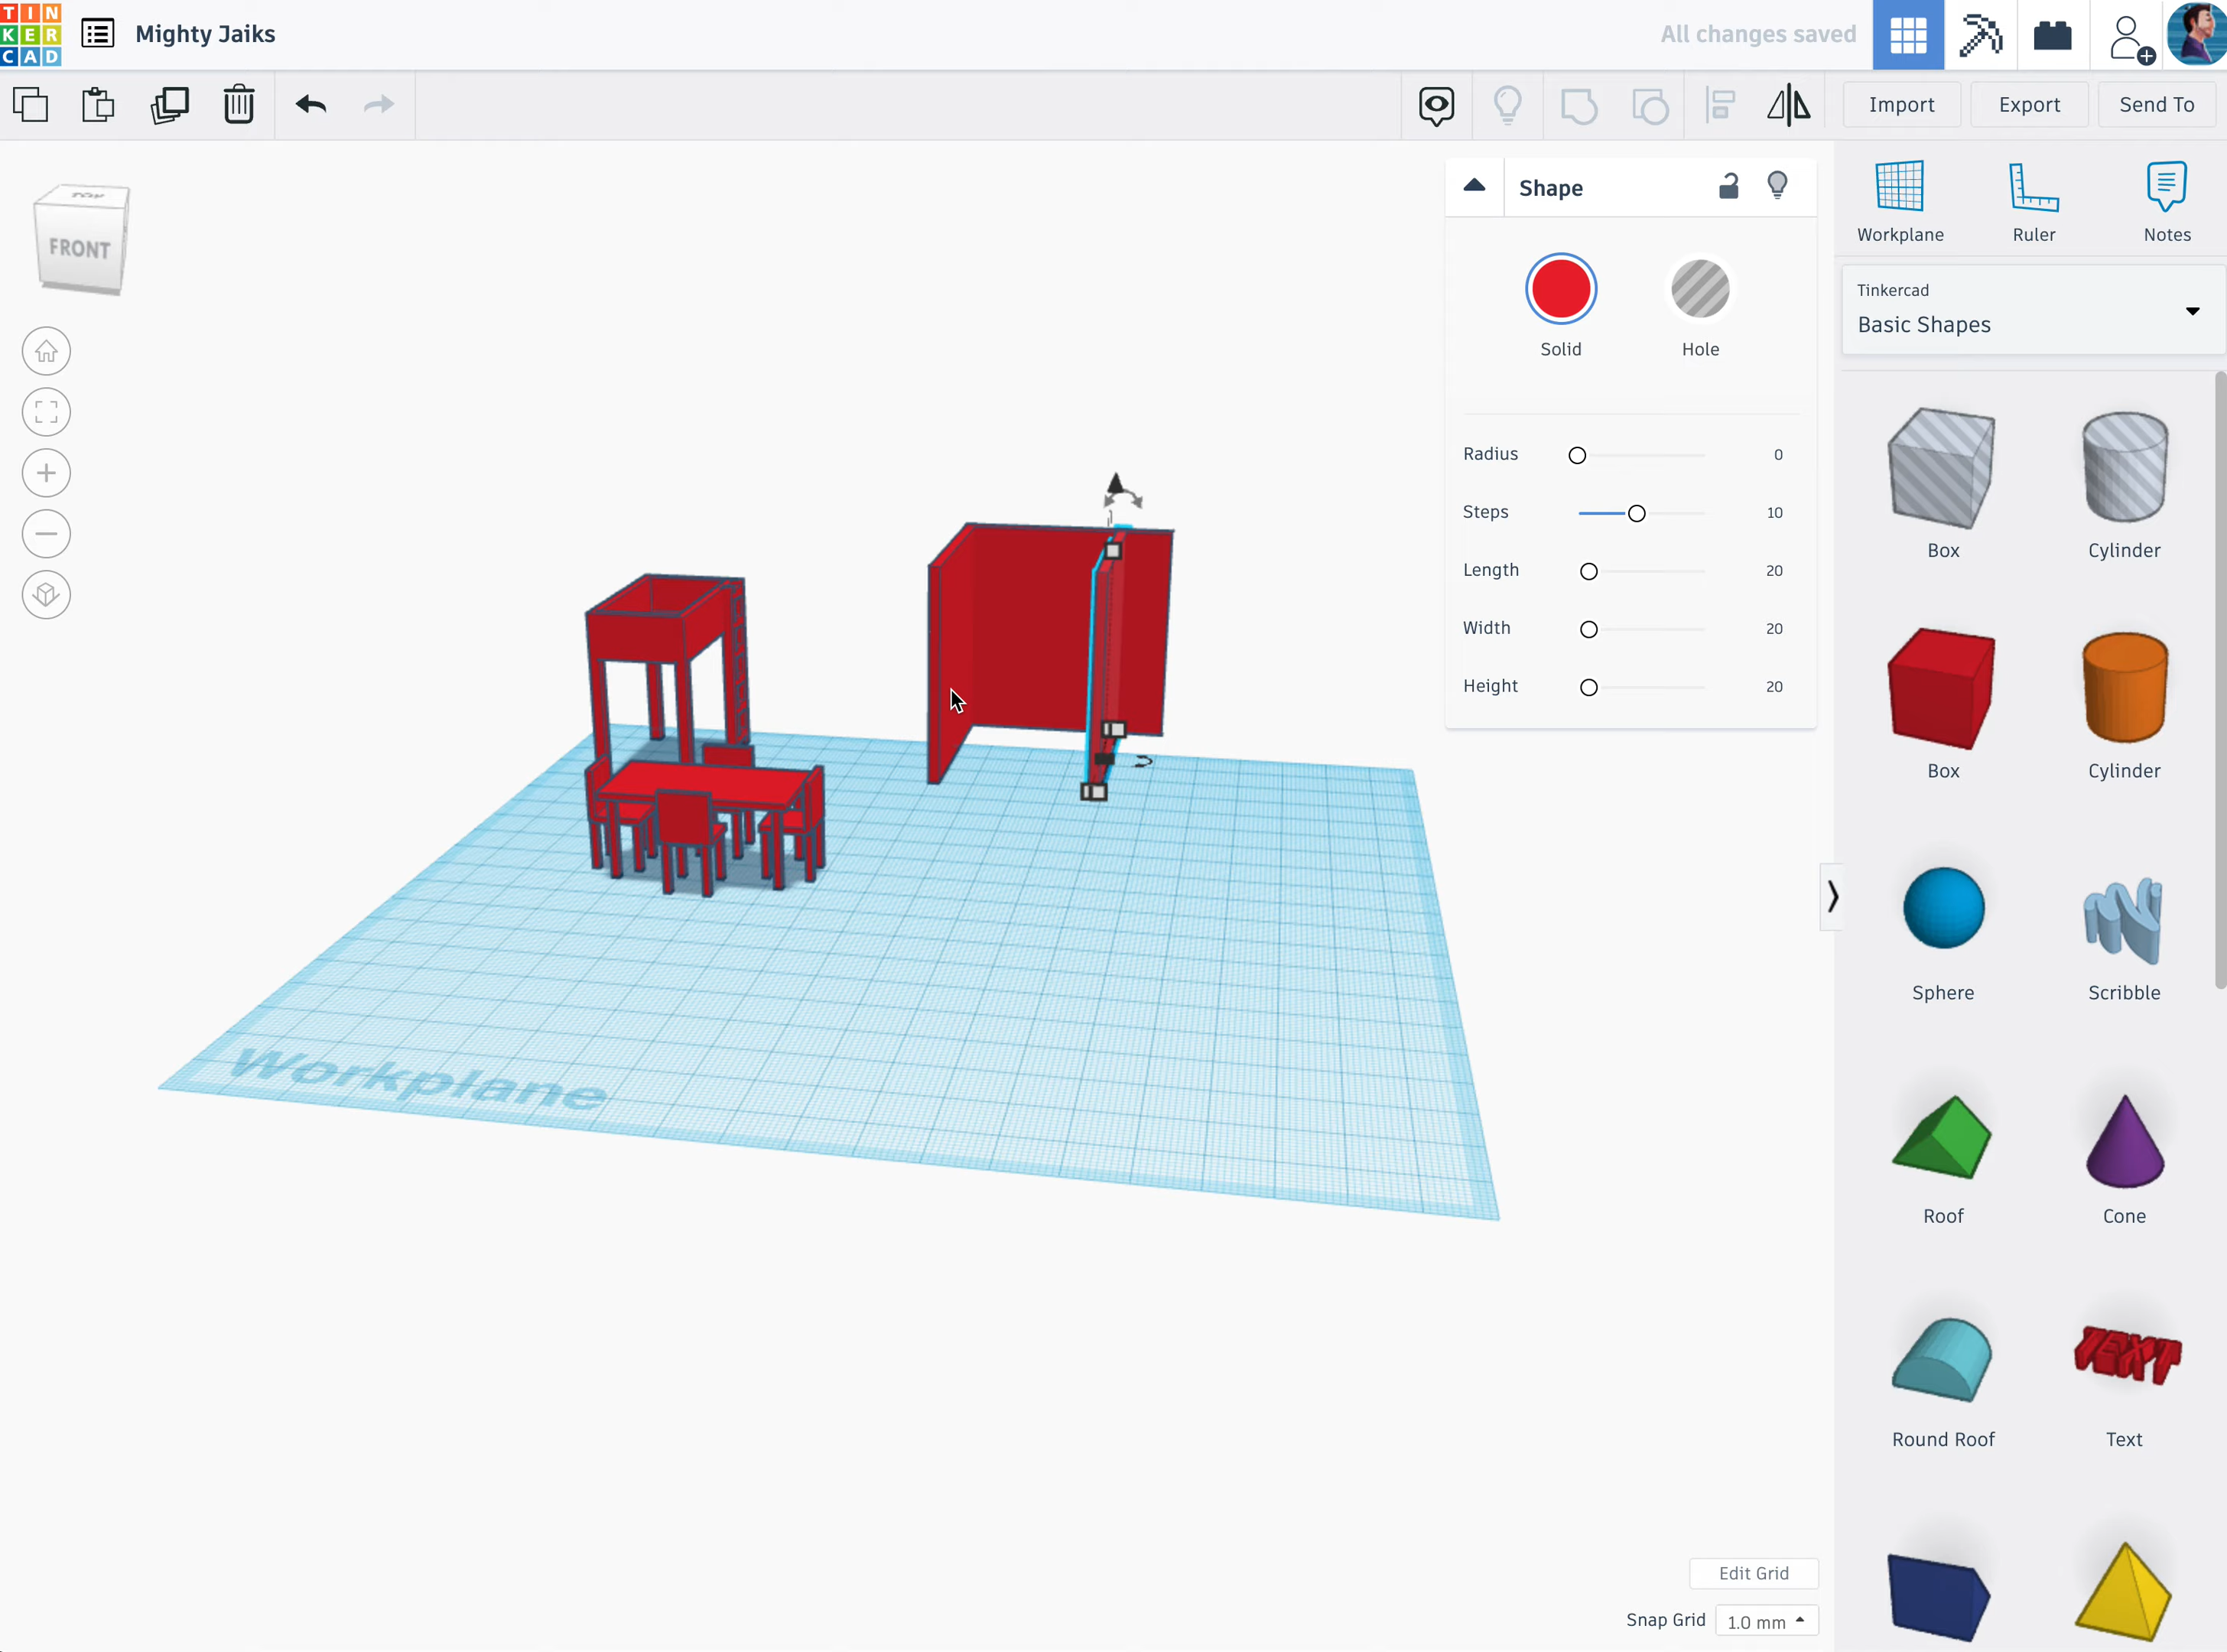 TIN
KER
CAD
Mighty Jaiks
All changes saved
Import
Export
Send To
TOP
FRONT
Shape
Solid
Hole
Radius 0
Steps 10
Length 20
Width 20
Height 20
Workplane
Ruler
Notes
Tinkercad
Basic Shapes
Box
Cylinder
Box
Cylinder
Sphere
Scribble
Roof
Cone
Round Roof
TEXT
Text
Workplane
Edit Grid
Snap Grid 1.0 mm